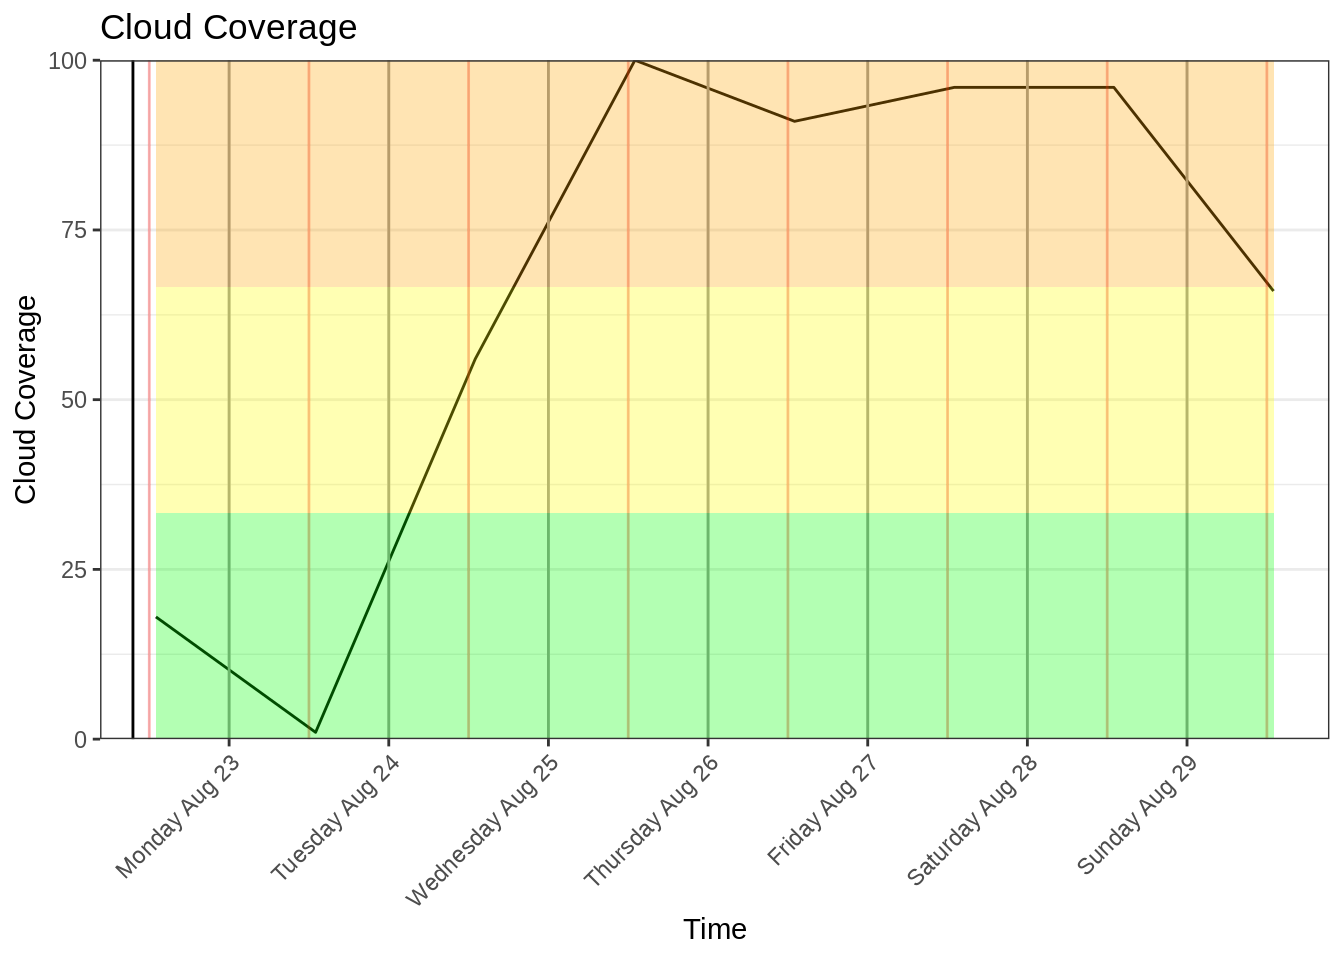 Cloud Coverage
100
75
50
25
0
Cloud Coverage
Monday Aug 23
Tuesday Aug 24
Wednesday Aug 25
Thursday Aug 26
Friday Aug 27
Saturday Aug 28
Sunday Aug 29
Time